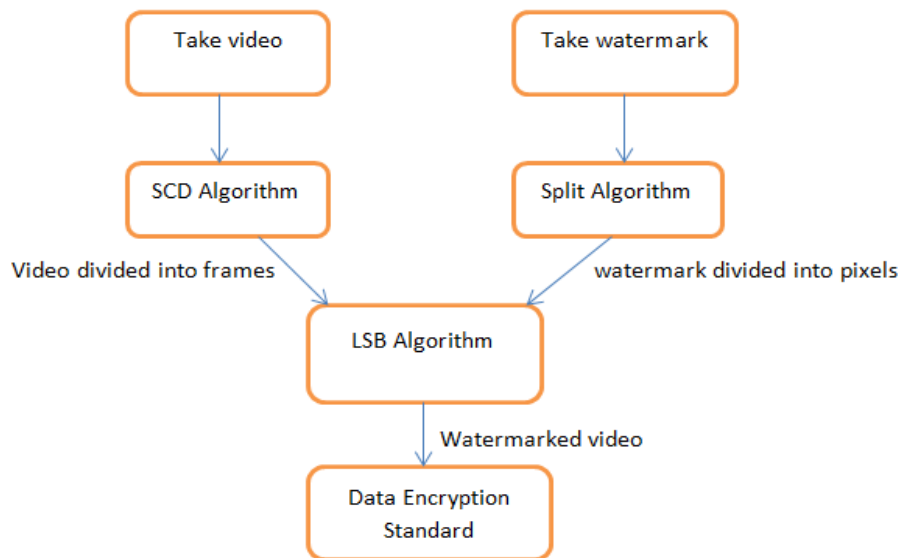 Take video
Take watermark
SCD Algorithm
Split Algorithm
Video divided into frames
watermark divided into pixels
LSB Algorithm
Watermarked video
Data Encryption
Standard